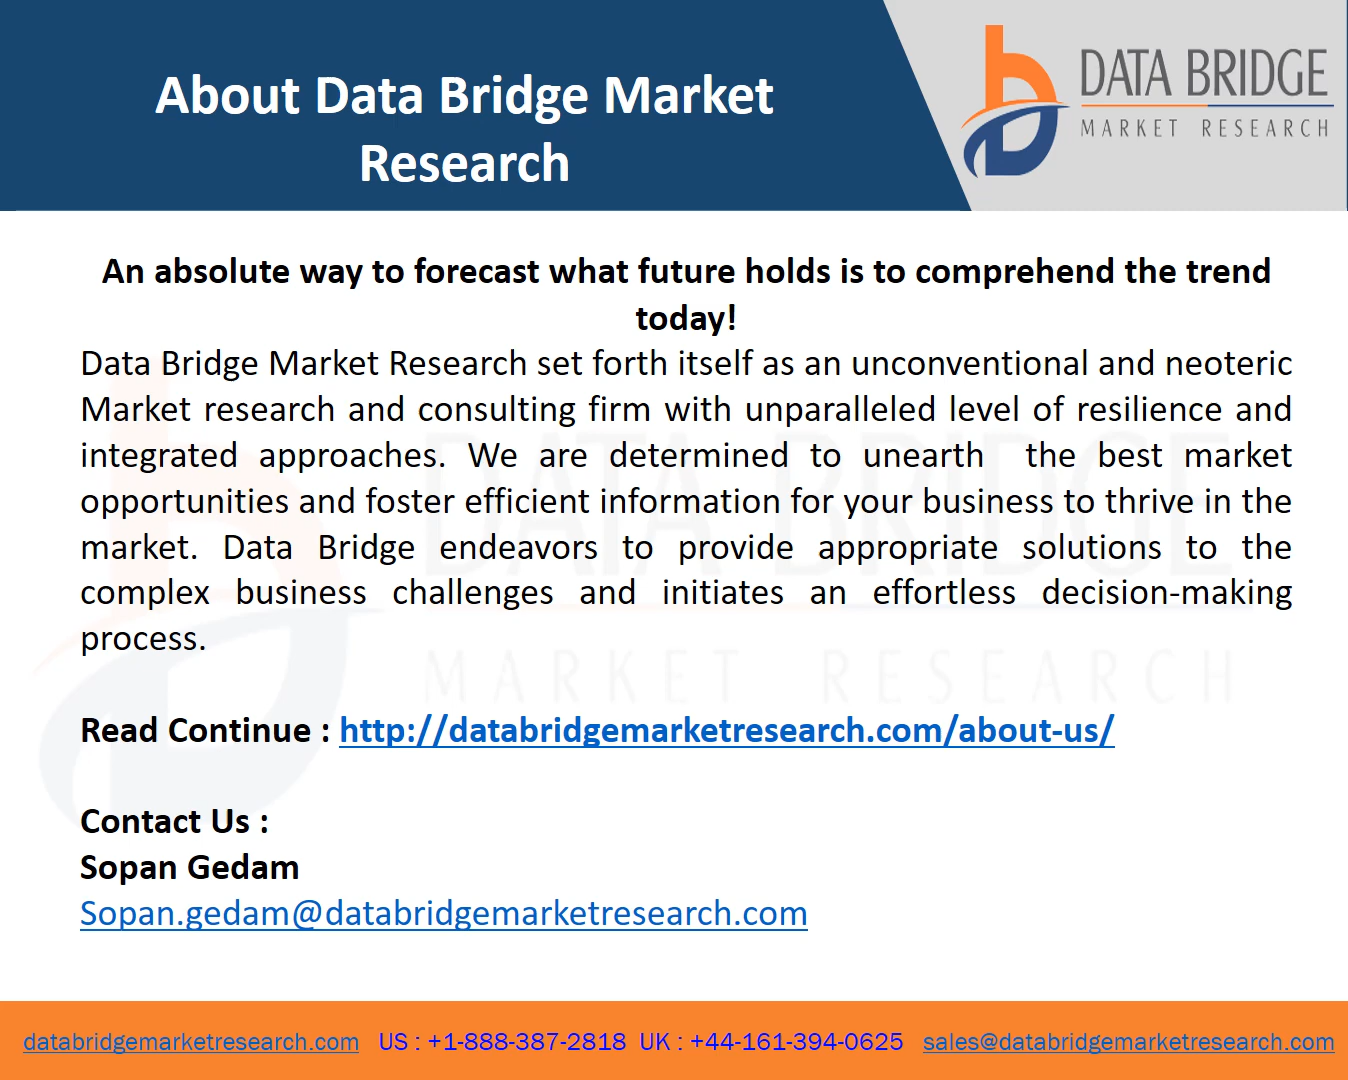 About Data Bridge Market
Research
DATA BRIDGE
MARKET RESEARCH
An absolute way to forecast what future holds is to comprehend the trend
today!
Data Bridge Market Research set forth itself as an unconventional and neoteric
Market research and consulting firm with unparalleled level of resilience and
integrated approaches. We are determined to unearth the best market
opportunities and foster efficient information for your business to thrive in the
market. Data Bridge endeavors to provide appropriate solutions to the
complex business challenges and initiates an effortless decision-making
process.
DATA BRIDGE
MARKET RESEARCH
Read Continue : http://databridgemarketresearch.com/about-us/
Contact Us :
Sopan Gedam
Sopan.gedam@databridgemarketresearch.com
databridgemarketresearch.com US : +1-888-387-2818 UK : +44-161-394-0625 sales@databridgemarketresearch.com